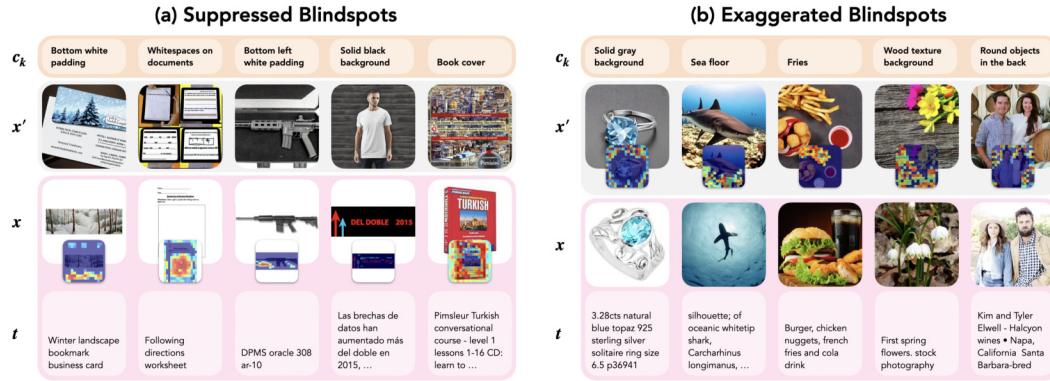 (a) Suppressed Blindspots
(b) Exaggerated Blindspots
c_k
Bottom white
padding
Whitespaces on
documents
Bottom left
white padding
Solid black
background
Book cover
c_k
Solid gray
background
Sea floor
Fries
Wood texture
background
Round objects
in the back
x′
x′
x
DEL DOBLE 2015
TURKISH
x
t
Winter landscape
bookmark
business card
Following
directions
worksheet
DPMS oracle 308
ar-10
Las brechas de
datos han
aumentado más
del doble en
2015, …
Pimsleur Turkish
conversational
course - level 1
lessons 1-16 CD:
learn to …
t
3.28cts natural
blue topaz 925
sterling silver
solitaire ring size
6.5 p36941
silhouette; of
oceanic whitetip
shark,
Carcharhinus
longimanus, …
Burger, chicken
nuggets, french
fries and cola
drink
First spring
flowers. stock
photography
Kim and Tyler
Elwell - Halcyon
wines • Napa,
California Santa
Barbara-bred